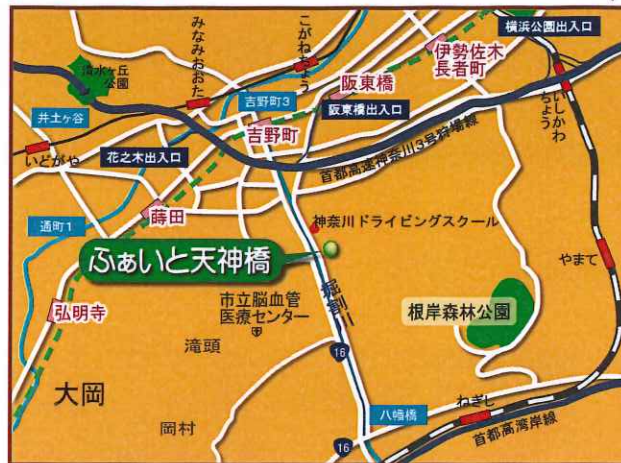 横浜公園出入口
みなみおおた
こがねちょう
伊勢佐木
長者町
清水ヶ丘
公園
阪東橋
吉野町3
阪東橋出入口
いしかわ
ちょう
井土ヶ谷
吉野町
花之木出入口
首都高速神奈川3号狩場線
いどがや
蒔田
神奈川ドライビングスクール
通町1
ふぁいと天神橋
やまて
堀割川
市立脳血管
医療センター
根岸森林公園
弘明寺
滝頭
16
大岡
八幡橋
ねぎし
岡村
首都高湾岸線
16